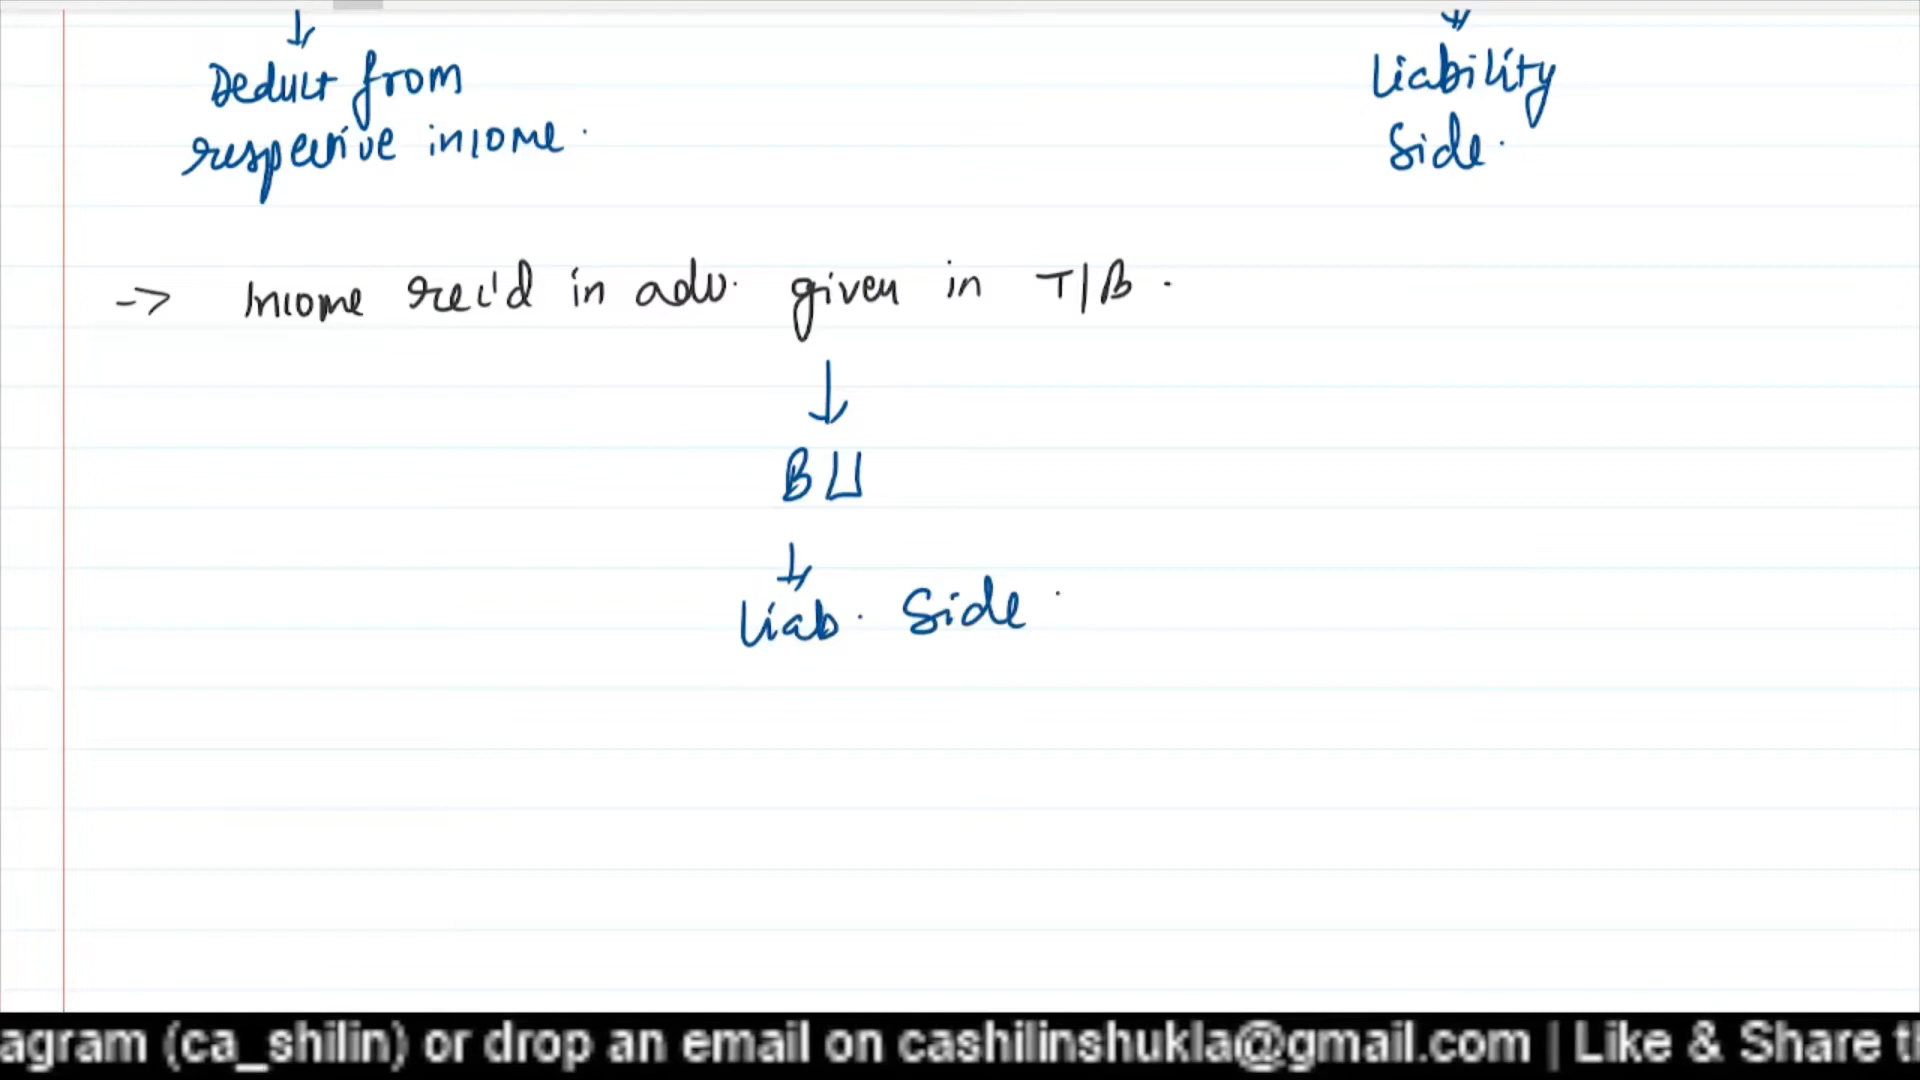 Deduct from
respective income.
Liability
Side.
-> Income rec'd in adv. given in T/B.
Liab. Side.
agram (ca_shilin) or drop an email on cashilinshukla@gmail.com | Like & Share th